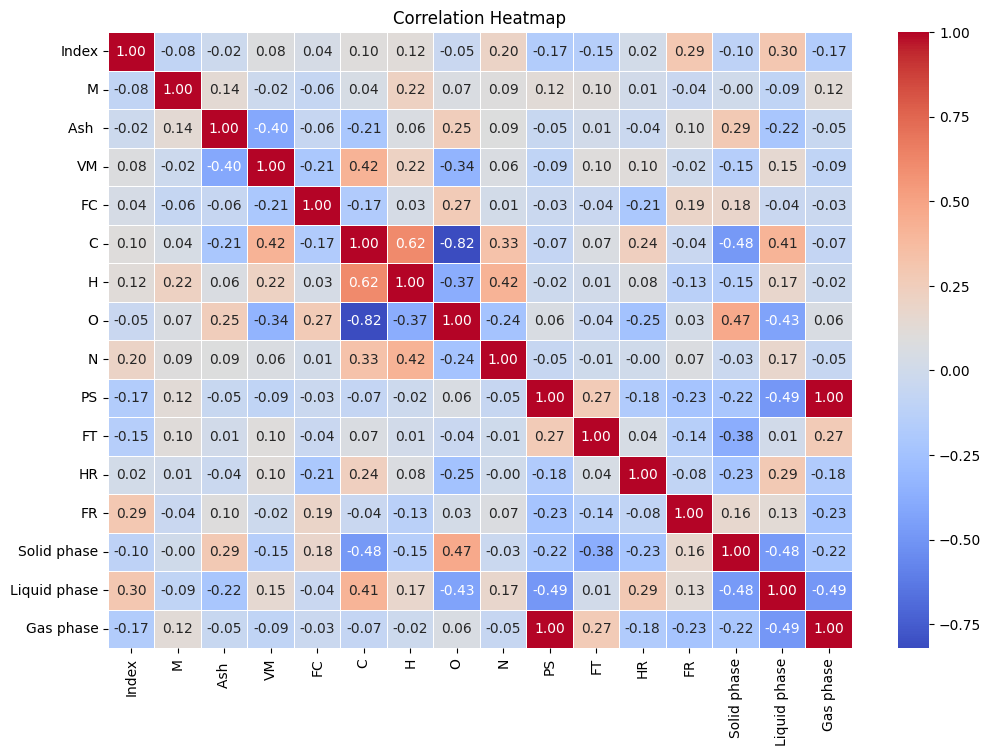 Correlation Heatmap
Index 1.00 -0.08 -0.02 0.08 0.04 0.10 0.12 -0.05 0.20 -0.17 -0.15 0.02 0.29 -0.10 0.30 -0.17
M -0.08 1.00 0.14 -0.02 -0.06 0.04 0.22 0.07 0.09 0.12 0.10 0.01 -0.04 -0.00 -0.09 0.12
Ash -0.02 0.14 1.00 -0.40 -0.06 -0.21 0.06 0.25 0.09 -0.05 0.01 -0.04 0.10 0.29 -0.22 -0.05
VM 0.08 -0.02 -0.40 1.00 -0.21 0.42 0.22 -0.34 0.06 -0.09 0.10 0.10 -0.02 -0.15 0.15 -0.09
FC 0.04 -0.06 -0.06 -0.21 1.00 -0.17 0.03 0.27 0.01 -0.03 -0.04 -0.21 0.19 0.18 -0.04 -0.03
C 0.10 0.04 -0.21 0.42 -0.17 1.00 0.62 -0.82 0.33 -0.07 0.07 0.24 -0.04 -0.48 0.41 -0.07
H 0.12 0.22 0.06 0.22 0.03 0.62 1.00 -0.37 0.42 -0.02 0.01 0.08 -0.13 -0.15 0.17 -0.02
O -0.05 0.07 0.25 -0.34 0.27 -0.82 -0.37 1.00 -0.24 0.06 -0.04 -0.25 0.03 0.47 -0.43 0.06
N 0.20 0.09 0.09 0.06 0.01 0.33 0.42 -0.24 1.00 -0.05 -0.01 -0.00 0.07 -0.03 0.17 -0.05
PS -0.17 0.12 -0.05 -0.09 -0.03 -0.07 -0.02 0.06 -0.05 1.00 0.27 -0.18 -0.23 -0.22 -0.49 1.00
FT -0.15 0.10 0.01 0.10 -0.04 0.07 0.01 -0.04 -0.01 0.27 1.00 0.04 -0.14 -0.38 0.01 0.27
HR 0.02 0.01 -0.04 0.10 -0.21 0.24 0.08 -0.25 -0.00 -0.18 0.04 1.00 -0.08 -0.23 0.29 -0.18
FR 0.29 -0.04 0.10 -0.02 0.19 -0.04 -0.13 0.03 0.07 -0.23 -0.14 -0.08 1.00 0.16 0.13 -0.23
Solid phase -0.10 -0.00 0.29 -0.15 0.18 -0.48 -0.15 0.47 -0.03 -0.22 -0.38 -0.23 0.16 1.00 -0.48 -0.22
Liquid phase 0.30 -0.09 -0.22 0.15 -0.04 0.41 0.17 -0.43 0.17 -0.49 0.01 0.29 0.13 -0.48 1.00 -0.49
Gas phase -0.17 0.12 -0.05 -0.09 -0.03 -0.07 -0.02 0.06 -0.05 1.00 0.27 -0.18 -0.23 -0.22 -0.49 1.00
Index M Ash VM FC C H O N PS FT HR FR Solid phase Liquid phase Gas phase
1.00
0.75
0.50
0.25
0.00
-0.25
-0.50
-0.75